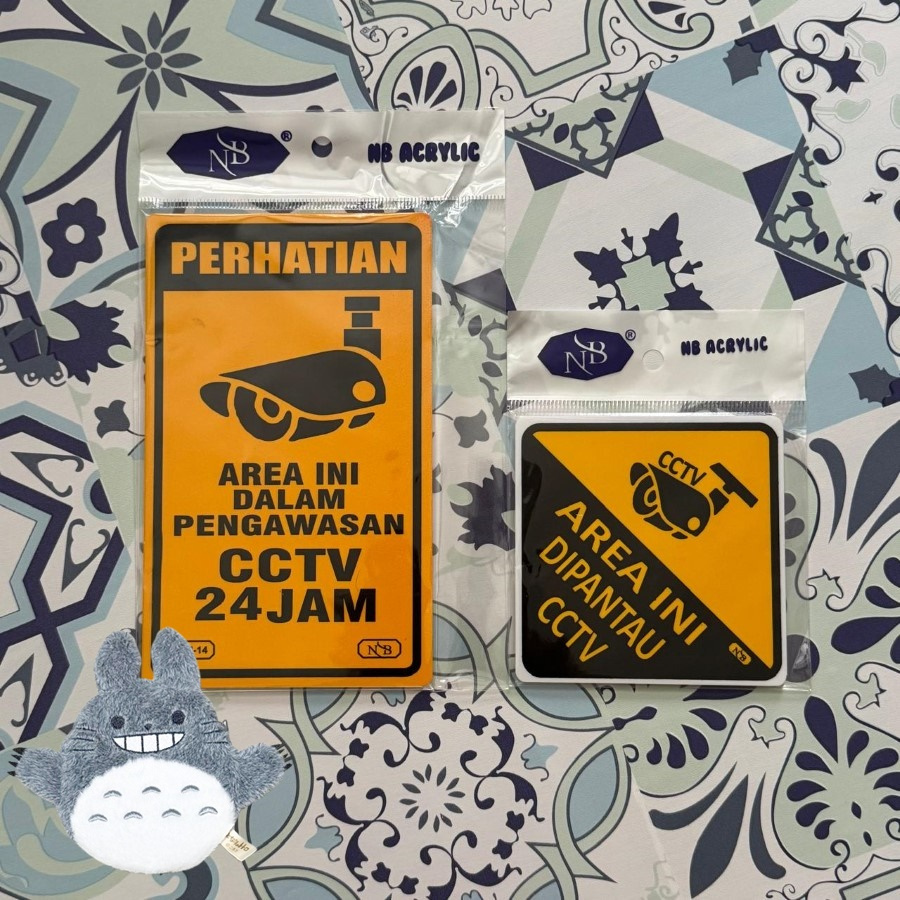 NB®
NB ACRYLIC
PERHATIAN
AREA INI
DALAM
PENGAWASAN
CCTV
24JAM
-14
NB
NB®
NB ACRYLIC
CCTV
AREA INI
DIPANTAU
CCTV
NB